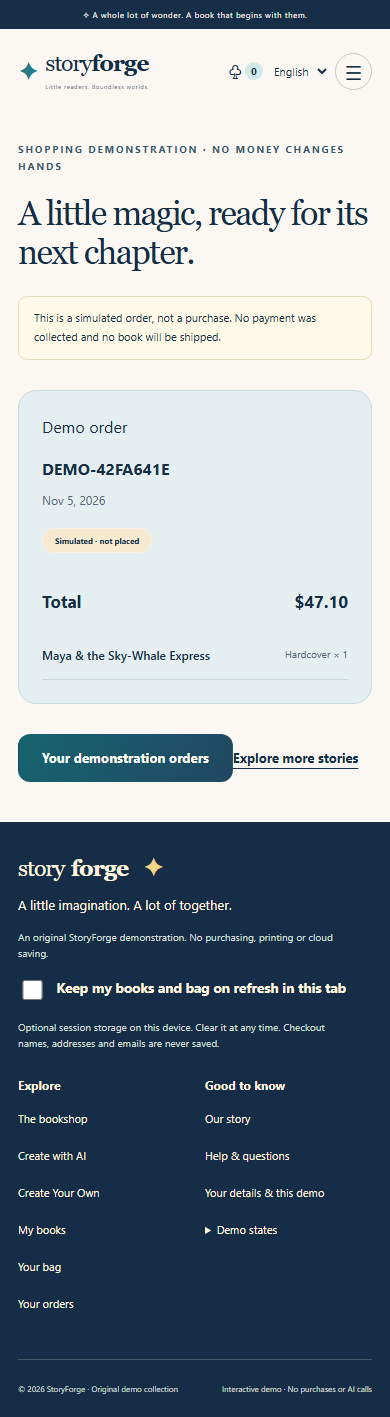 ✧ A whole lot of wonder. A book that begins with them.
storyforge
Little readers. Boundless worlds.
0
English
SHOPPING DEMONSTRATION · NO MONEY CHANGES
HANDS
A little magic, ready for its
next chapter.
This is a simulated order, not a purchase. No payment was
collected and no book will be shipped.
Demo order
DEMO-42FA641E
Nov 5, 2026
Simulated · not placed
Total $47.10
Maya & the Sky-Whale Express Hardcover × 1
Your demonstration orders Explore more stories
story forge
A little imagination. A lot of together.
An original StoryForge demonstration. No purchasing, printing or cloud
saving.
Keep my books and bag on refresh in this tab
Optional session storage on this device. Clear it at any time. Checkout
names, addresses and emails are never saved.
Explore
The bookshop
Create with AI
Create Your Own
My books
Your bag
Your orders
Good to know
Our story
Help & questions
Your details & this demo
Demo states
© 2026 StoryForge · Original demo collection
Interactive demo · No purchases or AI calls